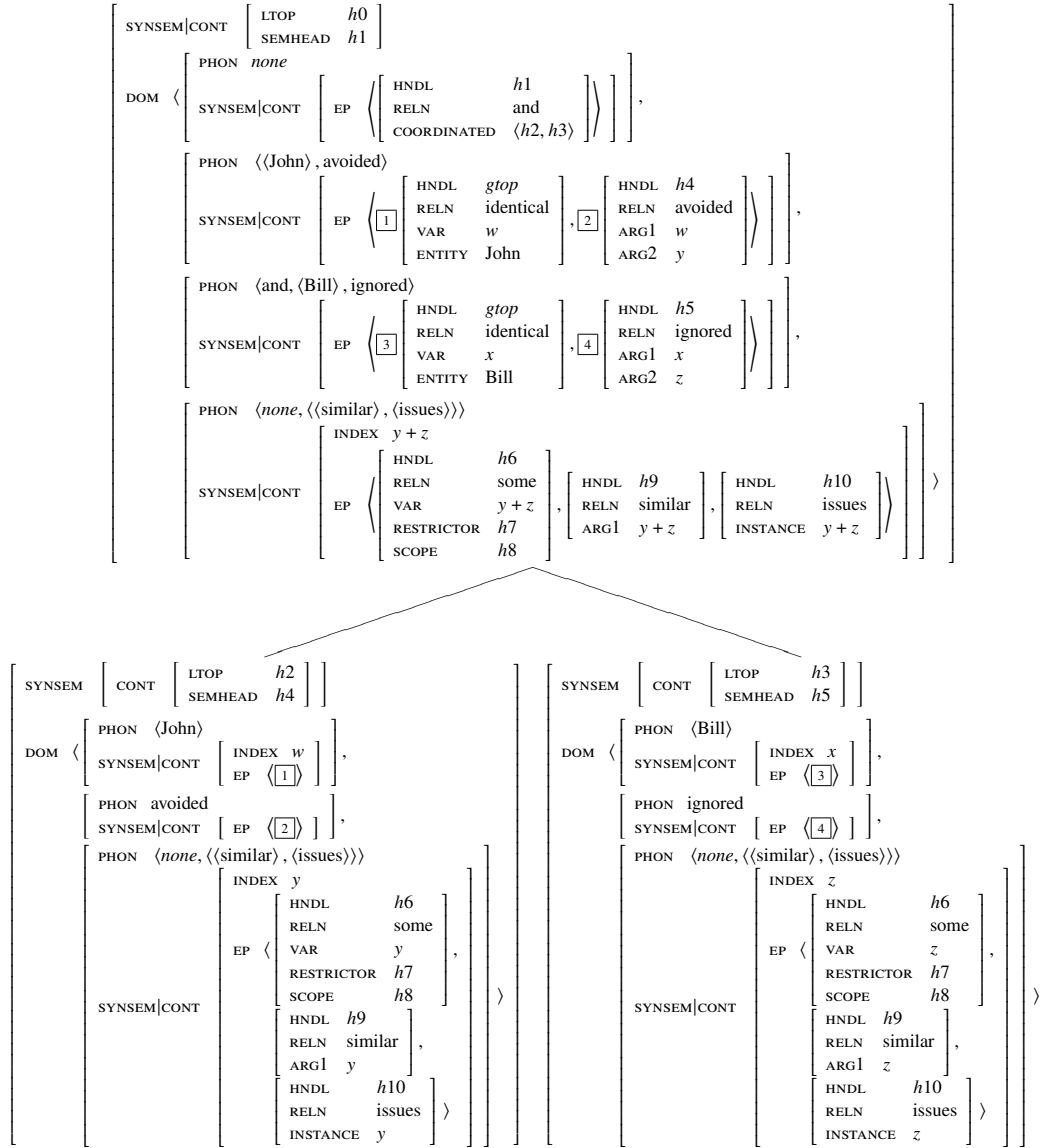 SYNSEM|CONT [ LTOP h0
SEMHEAD h1 ]
DOM ⟨ [ PHON none
SYNSEM|CONT [ EP ⟨ [ HNDL h1
RELN and
COORDINATED ⟨h2, h3⟩ ] ⟩ ] ] ,
[ PHON ⟨⟨John⟩ , avoided⟩
SYNSEM|CONT [ EP ⟨ 1 [ HNDL gtop
RELN identical
VAR w
ENTITY John ] , 2 [ HNDL h4
RELN avoided
ARG1 w
ARG2 y ] ⟩ ] ] ,
[ PHON ⟨and, ⟨Bill⟩ , ignored⟩
SYNSEM|CONT [ EP ⟨ 3 [ HNDL gtop
RELN identical
VAR x
ENTITY Bill ] , 4 [ HNDL h5
RELN ignored
ARG1 x
ARG2 z ] ⟩ ] ] ,
[ PHON ⟨none, ⟨⟨similar⟩ , ⟨issues⟩⟩⟩
SYNSEM|CONT [ INDEX y + z
EP ⟨ [ HNDL h6
RELN some
VAR y + z
RESTRICTOR h7
SCOPE h8 ] , [ HNDL h9
RELN similar
ARG1 y + z ] , [ HNDL h10
RELN issues
INSTANCE y + z ] ⟩ ] ] ⟩
SYNSEM [ CONT [ LTOP h2
SEMHEAD h4 ] ]
DOM ⟨ [ PHON ⟨John⟩
SYNSEM|CONT [ INDEX w
EP ⟨ 1 ⟩ ] ] ,
[ PHON avoided
SYNSEM|CONT [ EP ⟨ 2 ⟩ ] ] ,
[ PHON ⟨none, ⟨⟨similar⟩ , ⟨issues⟩⟩⟩
SYNSEM|CONT [ INDEX y
EP ⟨ [ HNDL h6
RELN some
VAR y
RESTRICTOR h7
SCOPE h8 ] ,
[ HNDL h9
RELN similar
ARG1 y ] ,
[ HNDL h10
RELN issues
INSTANCE y ] ⟩ ] ] ⟩
SYNSEM [ CONT [ LTOP h3
SEMHEAD h5 ] ]
DOM ⟨ [ PHON ⟨Bill⟩
SYNSEM|CONT [ INDEX x
EP ⟨ 3 ⟩ ] ] ,
[ PHON ignored
SYNSEM|CONT [ EP ⟨ 4 ⟩ ] ] ,
[ PHON ⟨none, ⟨⟨similar⟩ , ⟨issues⟩⟩⟩
SYNSEM|CONT [ INDEX z
EP ⟨ [ HNDL h6
RELN some
VAR z
RESTRICTOR h7
SCOPE h8 ] ,
[ HNDL h9
RELN similar
ARG1 z ] ,
[ HNDL h10
RELN issues
INSTANCE z ] ⟩ ] ] ⟩